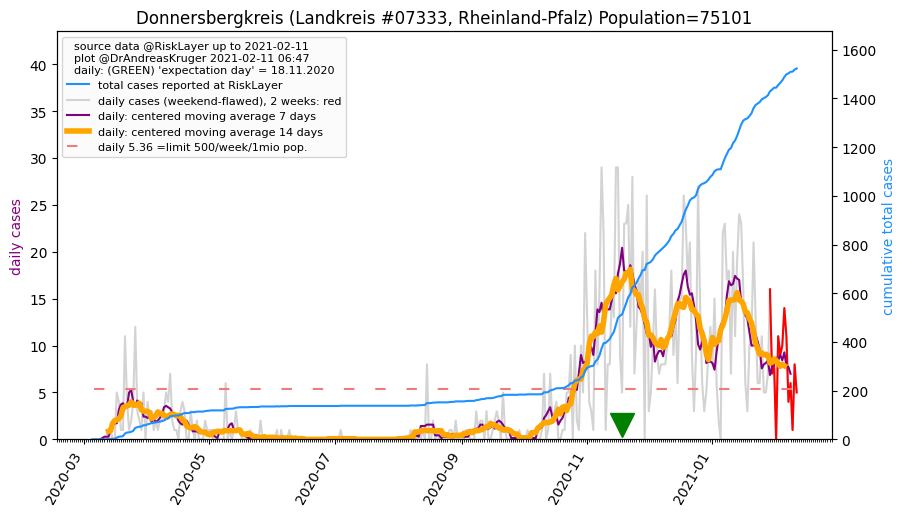 Donnersbergkreis (Landkreis #07333, Rheinland-Pfalz) Population=75101
source data @RiskLayer up to 2021-02-11
plot @DrAndreasKruger 2021-02-11 06:47
daily: (GREEN) 'expectation day' = 18.11.2020
total cases reported at RiskLayer
daily cases (weekend-flawed), 2 weeks: red
daily: centered moving average 7 days
daily: centered moving average 14 days
daily 5.36 =limit 500/week/1mio pop.
daily cases
40
35
30
25
20
15
10
5
0
1600
1400
1200
1000
800
600
400
200
0
cumulative total cases
2020-03
2020-05
2020-07
2020-09
2020-11
2021-01